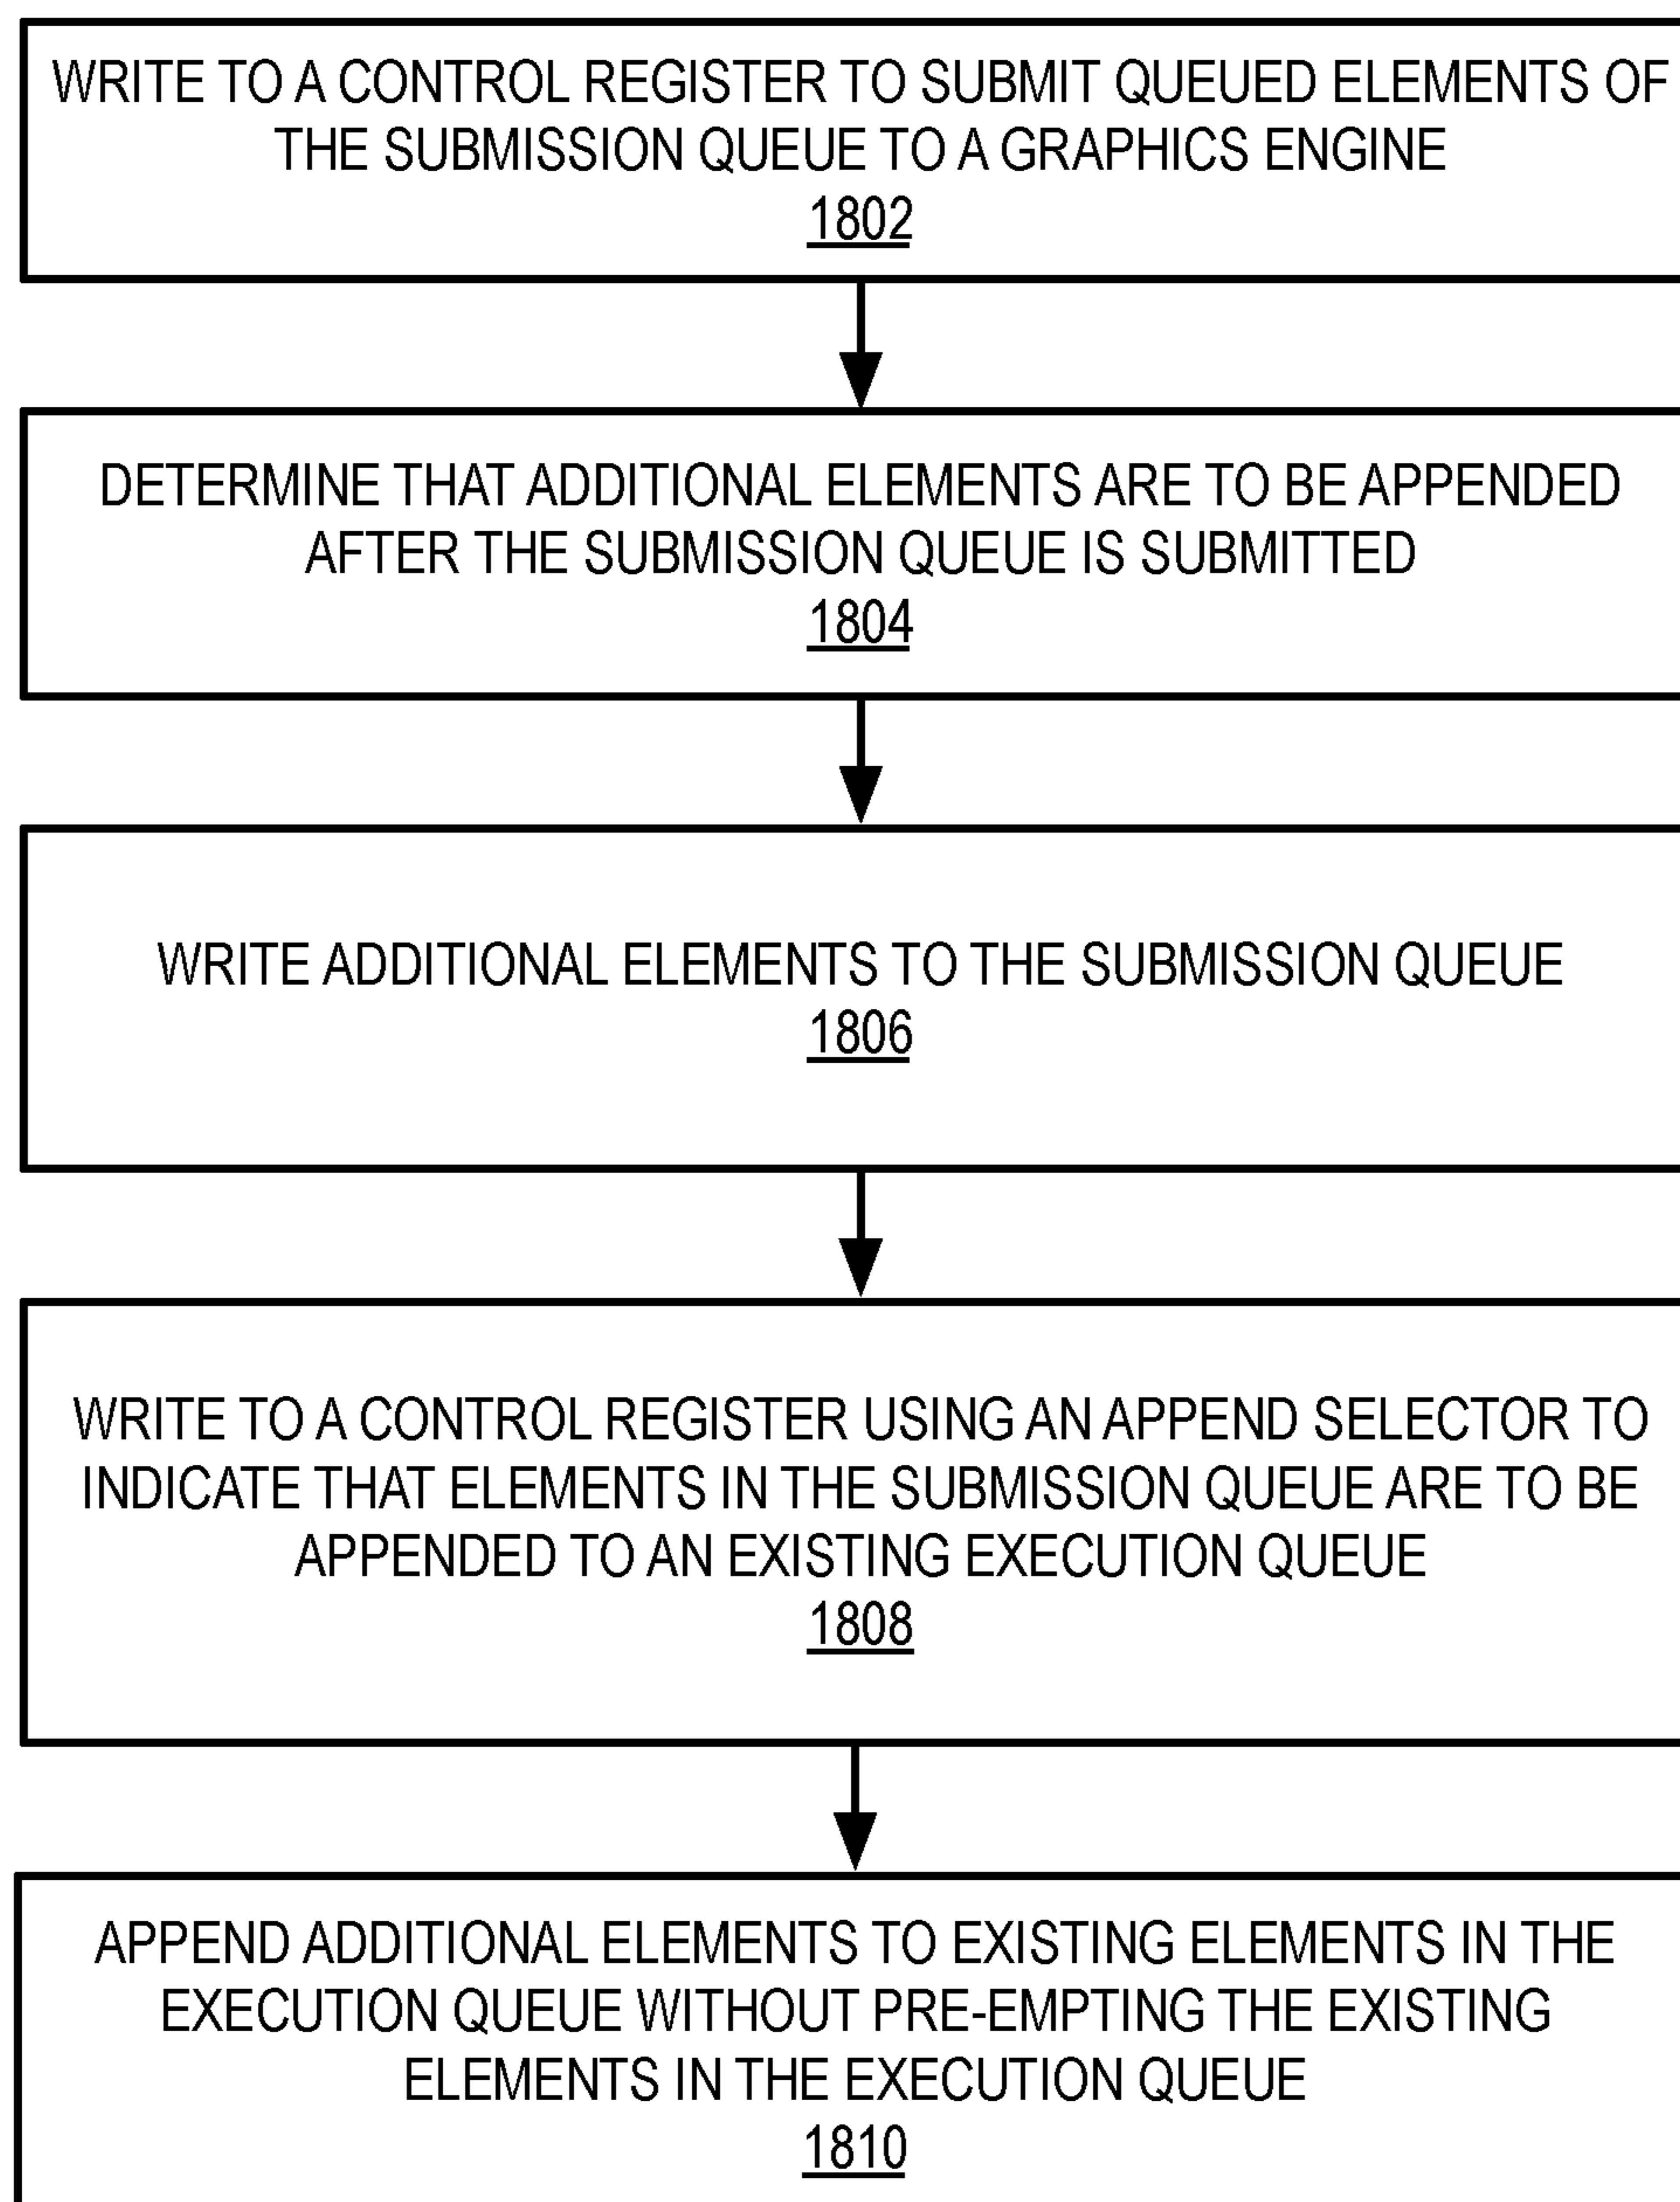 WRITE TO A CONTROL REGISTER TO SUBMIT QUEUED ELEMENTS OF
THE SUBMISSION QUEUE TO A GRAPHICS ENGINE
1802
DETERMINE THAT ADDITIONAL ELEMENTS ARE TO BE APPENDED
AFTER THE SUBMISSION QUEUE IS SUBMITTED
1804
WRITE ADDITIONAL ELEMENTS TO THE SUBMISSION QUEUE
1806
WRITE TO A CONTROL REGISTER USING AN APPEND SELECTOR TO
INDICATE THAT ELEMENTS IN THE SUBMISSION QUEUE ARE TO BE
APPENDED TO AN EXISTING EXECUTION QUEUE
1808
APPEND ADDITIONAL ELEMENTS TO EXISTING ELEMENTS IN THE
EXECUTION QUEUE WITHOUT PRE-EMPTING THE EXISTING
ELEMENTS IN THE EXECUTION QUEUE
1810